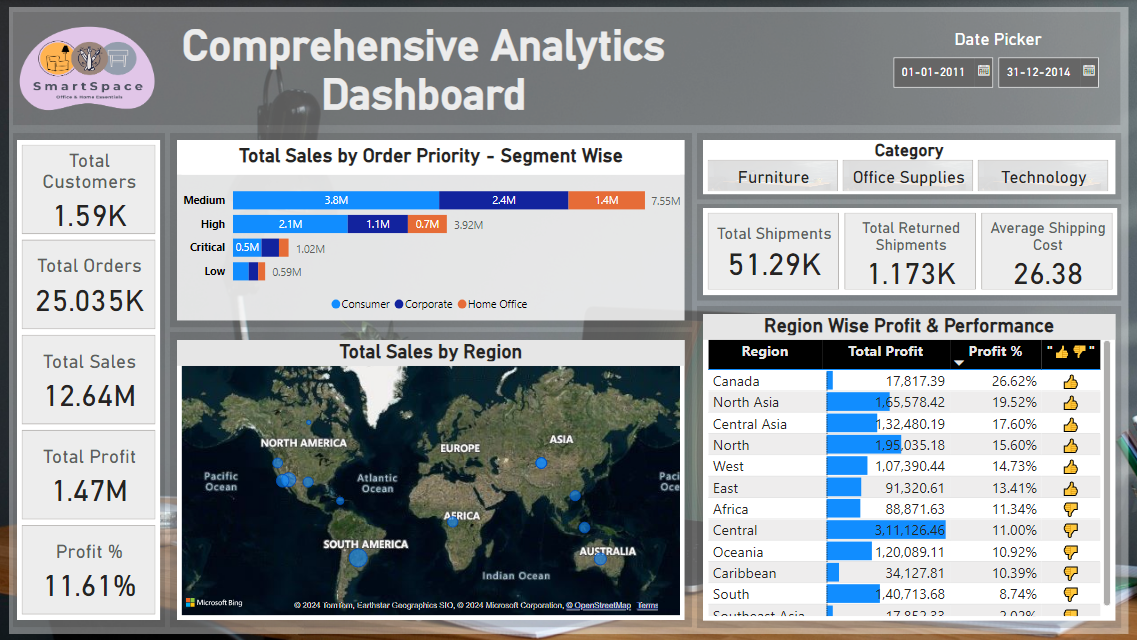 SmartSpace
Office & Home Essentials
Comprehensive Analytics
Dashboard
Date Picker
01-01-2011
31-12-2014
Total
Customers
1.59K
Total Orders
25.035K
Total Sales
12.64M
Total Profit
1.47M
Profit %
11.61%
Total Sales by Order Priority - Segment Wise
Medium 3.8M 2.4M 1.4M 7.55M
High 2.1M 1.1M 0.7M 3.92M
Critical 0.5M 1.02M
Low 0.59M
Consumer Corporate Home Office
Total Sales by Region
NORTH AMERICA
EUROPE
ASIA
Pacific
Ocean
Atlantic
Ocean
Paci
Oce
AFRICA
SOUTH AMERICA
AUSTRALIA
Indian Ocean
Microsoft Bing
© 2024 TomTom, Earthstar Geographics SIO, © 2024 Microsoft Corporation, © OpenStreetMap Terms
Category
Furniture
Office Supplies
Technology
Total Shipments
51.29K
Total Returned
Shipments
1.173K
Average Shipping
Cost
26.38
Region Wise Profit & Performance
Region Total Profit Profit % "👍👎"
Canada 17,817.39 26.62% 👍
North Asia 1,65,578.42 19.52% 👍
Central Asia 1,32,480.19 17.60% 👍
North 1,95,035.18 15.60% 👍
West 1,07,390.44 14.73% 👍
East 91,320.61 13.41% 👍
Africa 88,871.63 11.34% 👎
Central 3,11,126.46 11.00% 👎
Oceania 1,20,089.11 10.92% 👎
Caribbean 34,127.81 10.39% 👎
South 1,40,713.68 8.74% 👎
Southeast Asia 17,852.33 2.02% 👎